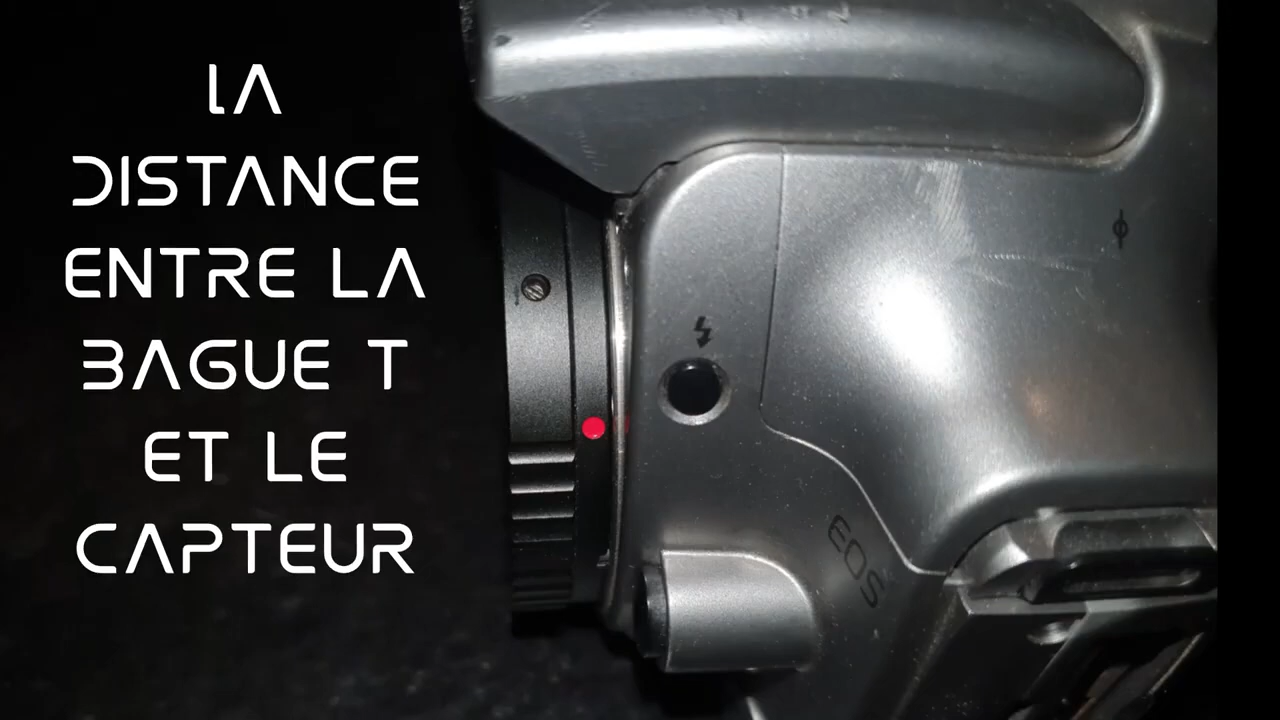 LA
DISTANCE
ENTRE LA
BAGUE T
ET LE
CAPTEUR
EOS